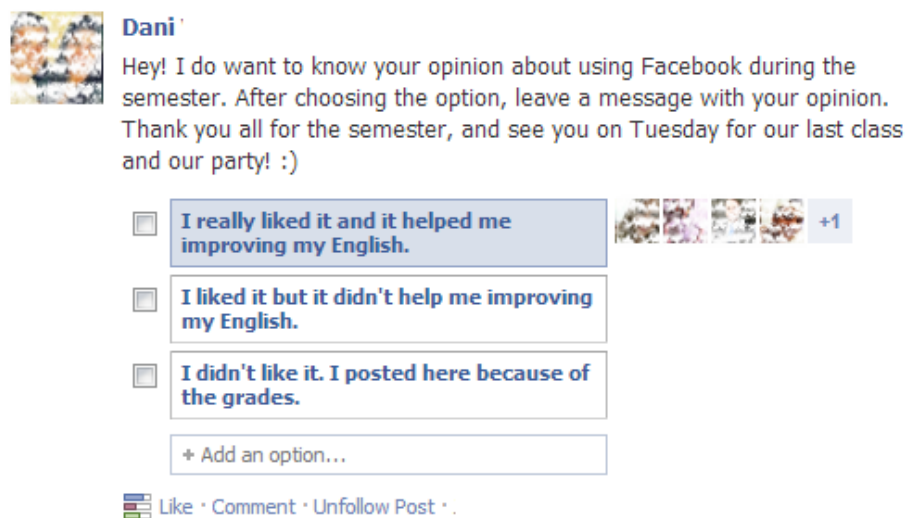 Dani
Hey! I do want to know your opinion about using Facebook during the
semester. After choosing the option, leave a message with your opinion.
Thank you all for the semester, and see you on Tuesday for our last class
and our party! :)
I really liked it and it helped me
improving my English.
+1
I liked it but it didn't help me improving
my English.
I didn't like it. I posted here because of
the grades.
+ Add an option...
Like · Comment · Unfollow Post ·